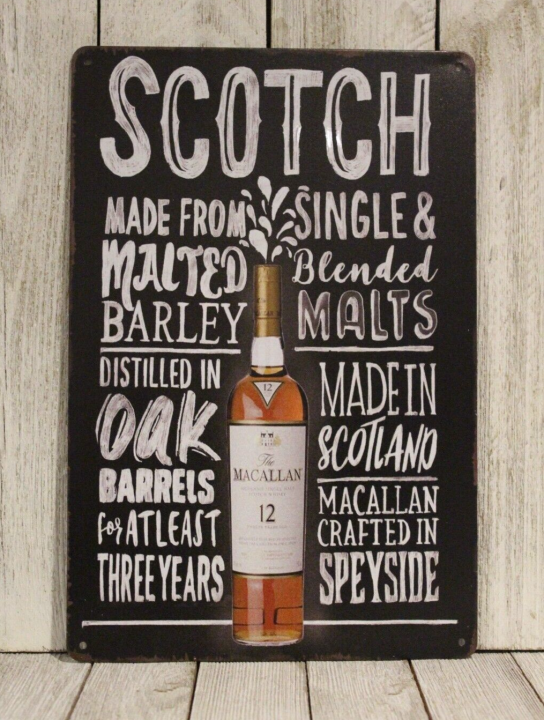 SCOTCH
MADE FROM
MALTED
BARLEY
DISTILLED IN
OAK
BARRELS
for AT LEAST
THREE YEARS
SINGLE &
Blended
MALTS
MADE IN
SCOTLAND
MACALLAN
CRAFTED IN
SPEYSIDE
12
The
MACALLAN
12